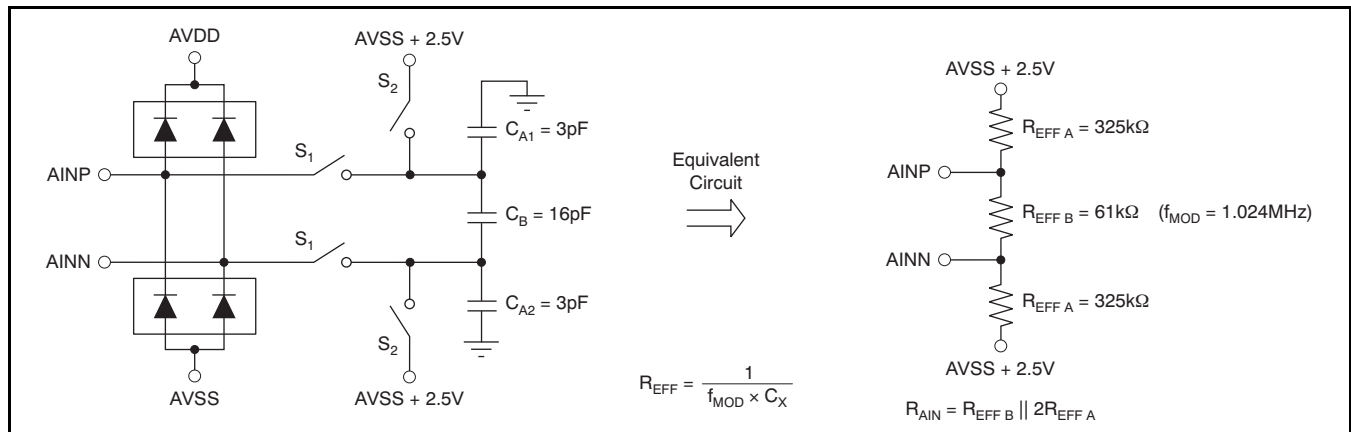 AVDD
AVSS + 2.5V
S2
CA1 = 3pF
AINP
S1
CB = 16pF
AINN
S1
CA2 = 3pF
S2
AVSS
AVSS + 2.5V
Equivalent
Circuit
REFF = 1 / fMOD × CX
AVSS + 2.5V
REFF A = 325kΩ
AINP
REFF B = 61kΩ (fMOD = 1.024MHz)
AINN
REFF A = 325kΩ
AVSS + 2.5V
RAIN = REFF B || 2REFF A